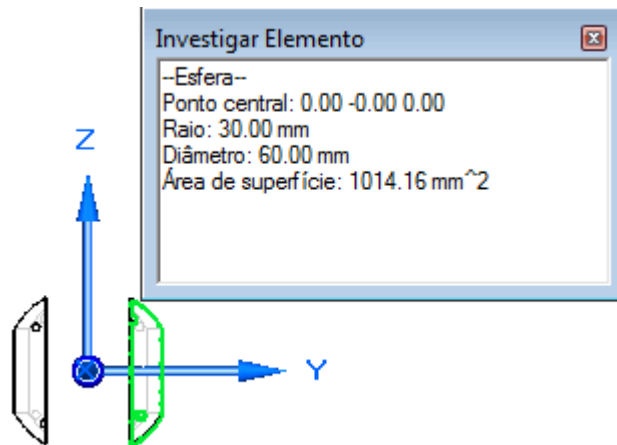 Investigar Elemento
--Esfera--
Ponto central: 0.00 -0.00 0.00
Raio: 30.00 mm
Diâmetro: 60.00 mm
Área de superfície: 1014.16 mm^2
Z
Y